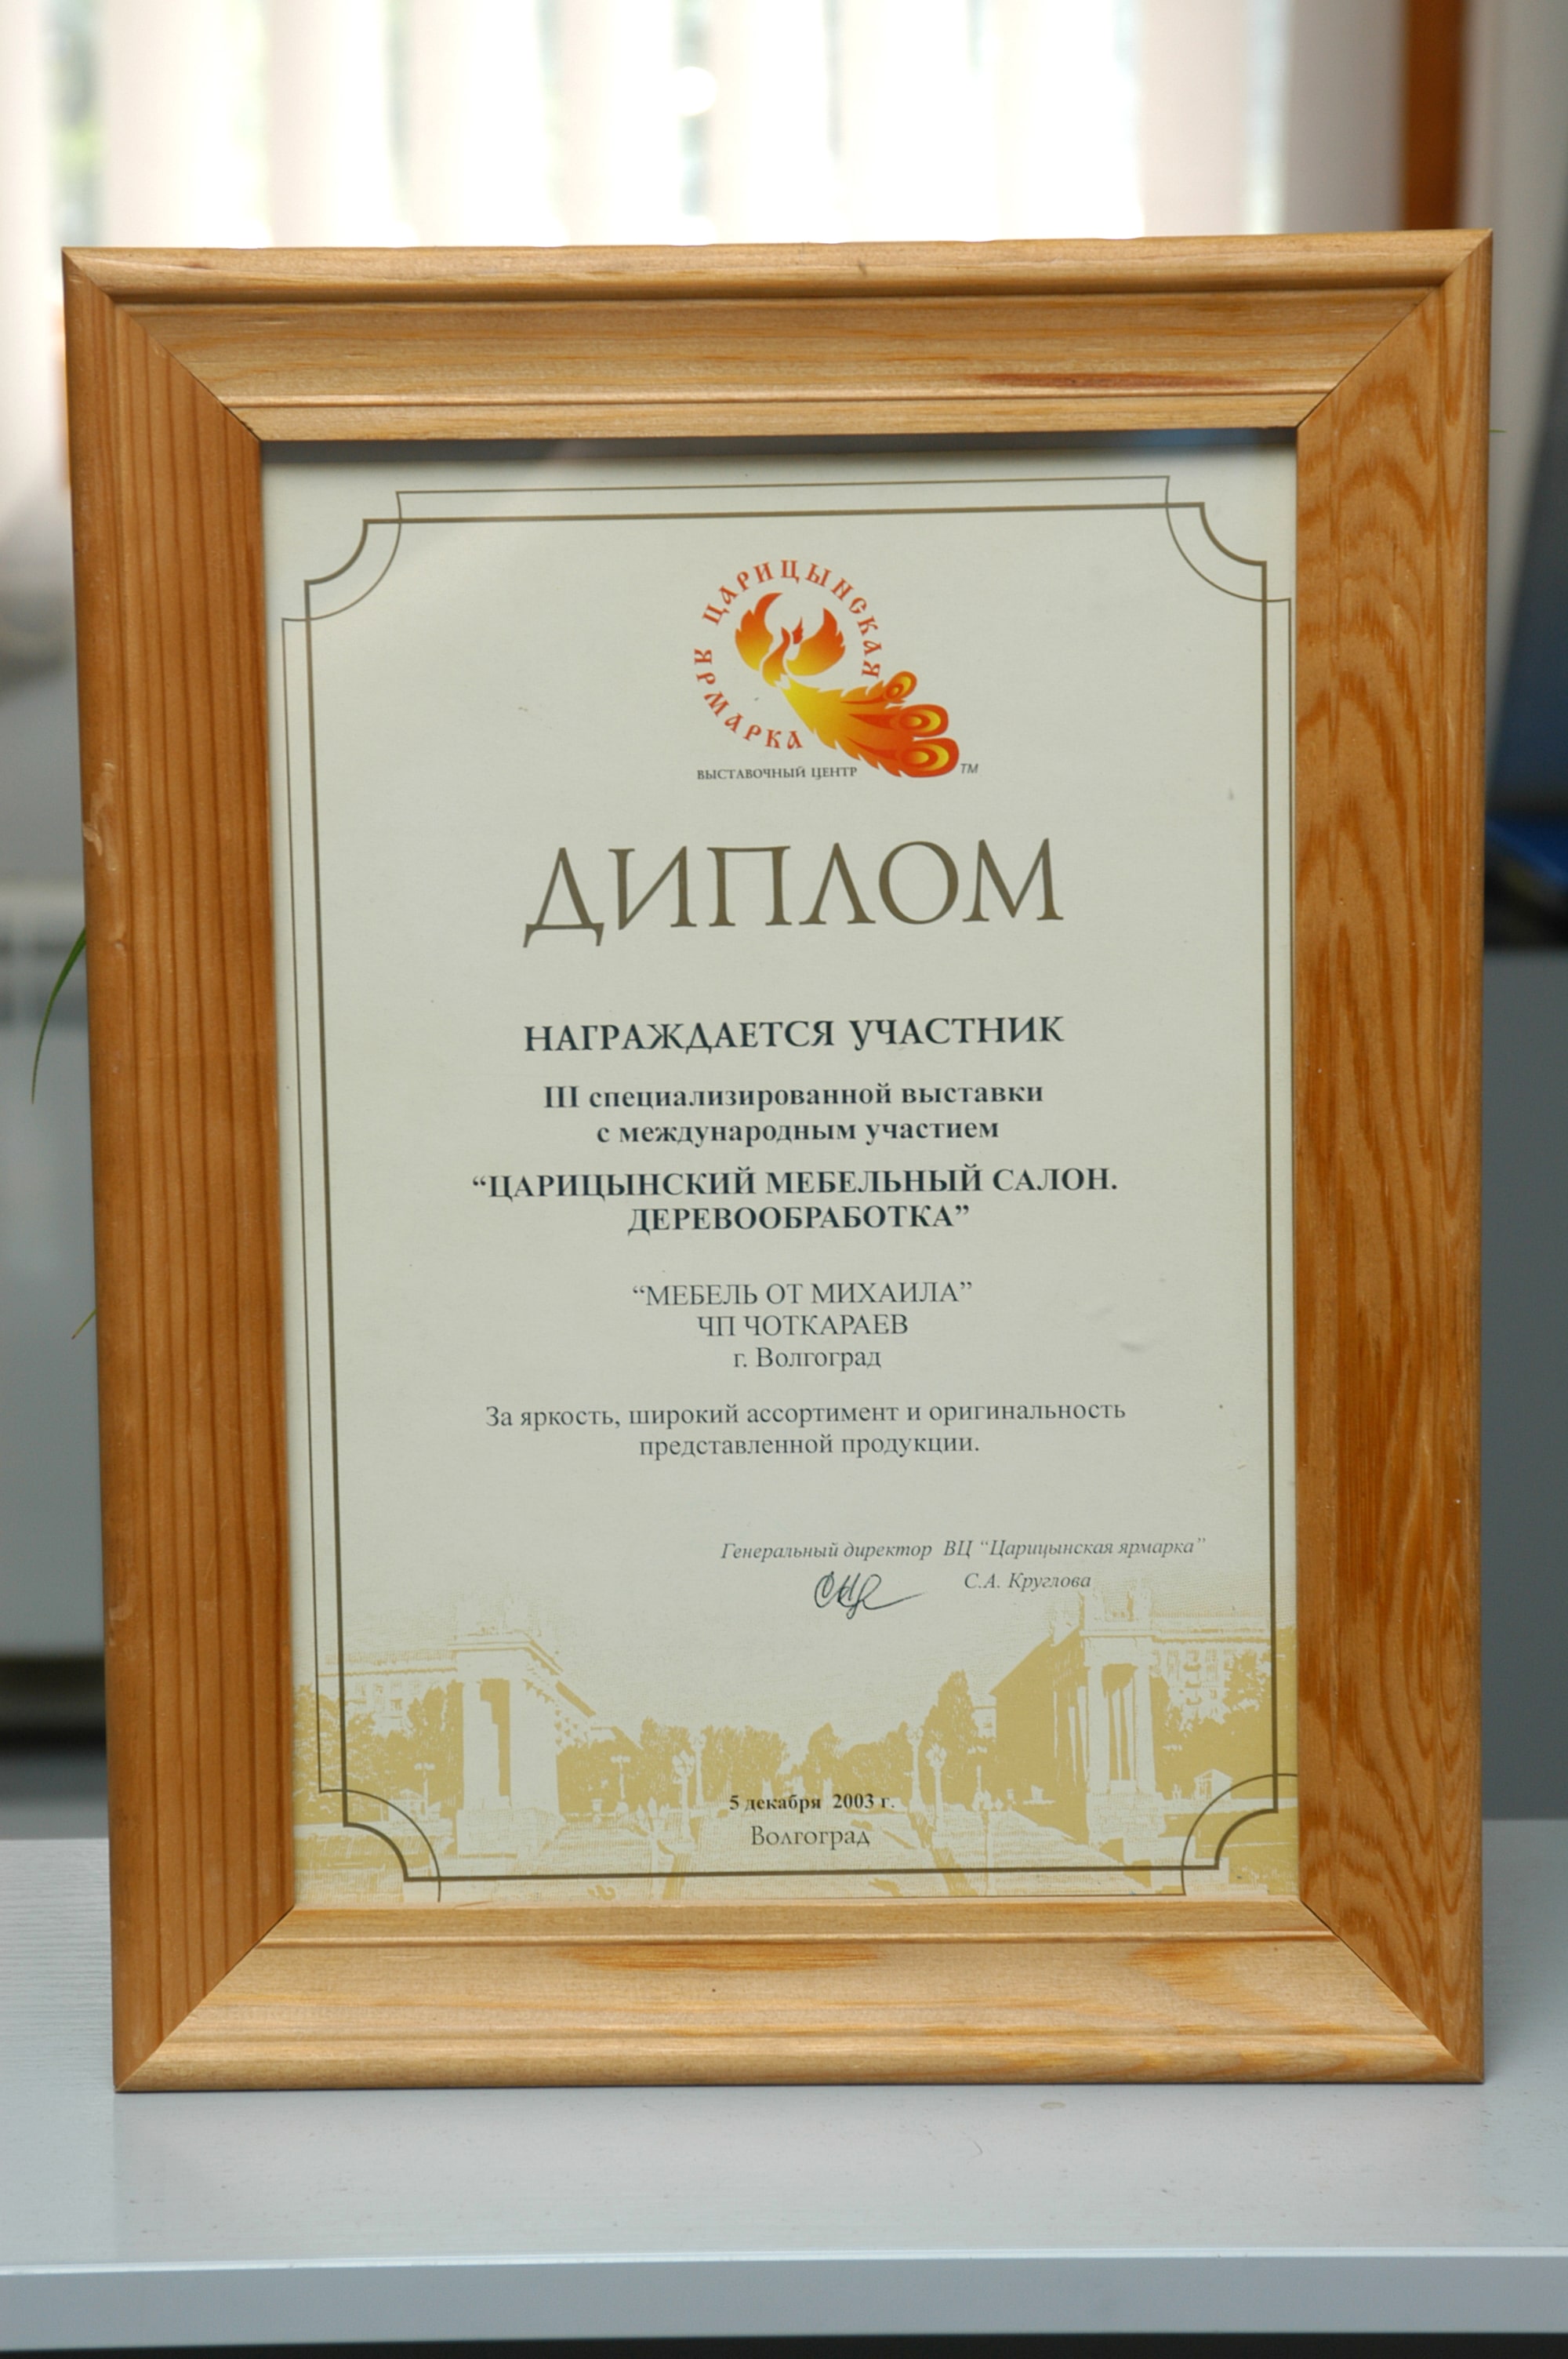 ЦАРИЦЫНСКАЯ
ЯРМАРКА
ВЫСТАВОЧНЫЙ ЦЕНТР
TM
ДИПЛОМ
НАГРАЖДАЕТСЯ УЧАСТНИК
III специализированной выставки
с международным участием
“ЦАРИЦЫНСКИЙ МЕБЕЛЬНЫЙ САЛОН.
ДЕРЕВООБРАБОТКА”
“МЕБЕЛЬ ОТ МИХАИЛА”
ЧП ЧОТКАРАЕВ
г. Волгоград
За яркость, широкий ассортимент и оригинальность
представленной продукции.
Генеральный директор ВЦ “Царицынская ярмарка”
С.А. Круглова
5 декабря 2003 г.
Волгоград